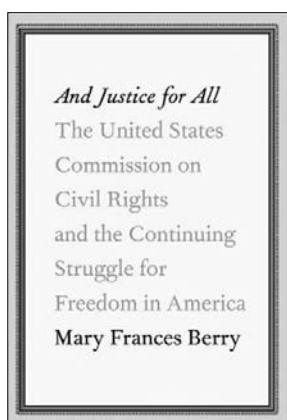 And Justice for All
The United States
Commission on
Civil Rights
and the Continuing
Struggle for
Freedom in America
Mary Frances Berry